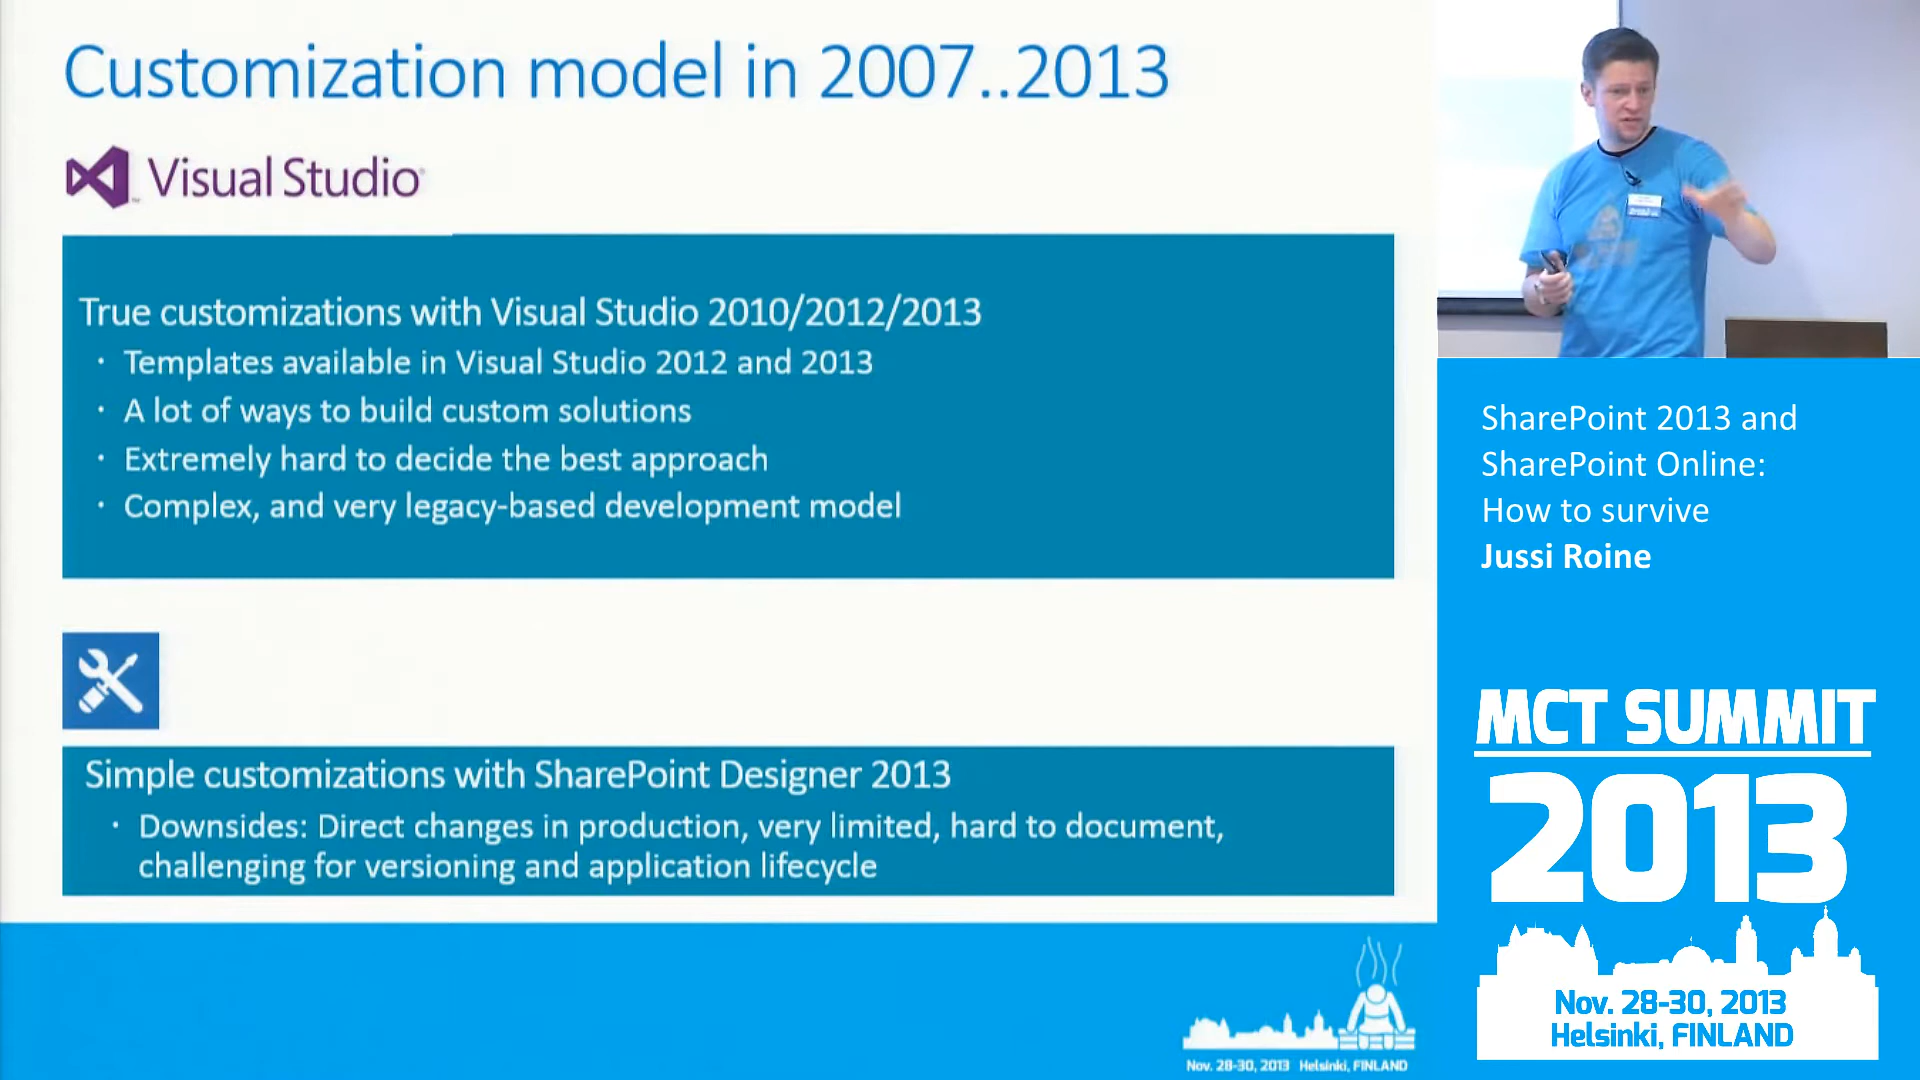 Customization model in 2007..2013
Visual Studio
True customizations with Visual Studio 2010/2012/2013
· Templates available in Visual Studio 2012 and 2013
· A lot of ways to build custom solutions
· Extremely hard to decide the best approach
· Complex, and very legacy-based development model
Simple customizations with SharePoint Designer 2013
· Downsides: Direct changes in production, very limited, hard to document,
challenging for versioning and application lifecycle
Nov. 28-30, 2013 Helsinki, FINLAND
SharePoint 2013 and
SharePoint Online:
How to survive
Jussi Roine
MCT SUMMIT
2013
Nov. 28-30, 2013
Helsinki, FINLAND